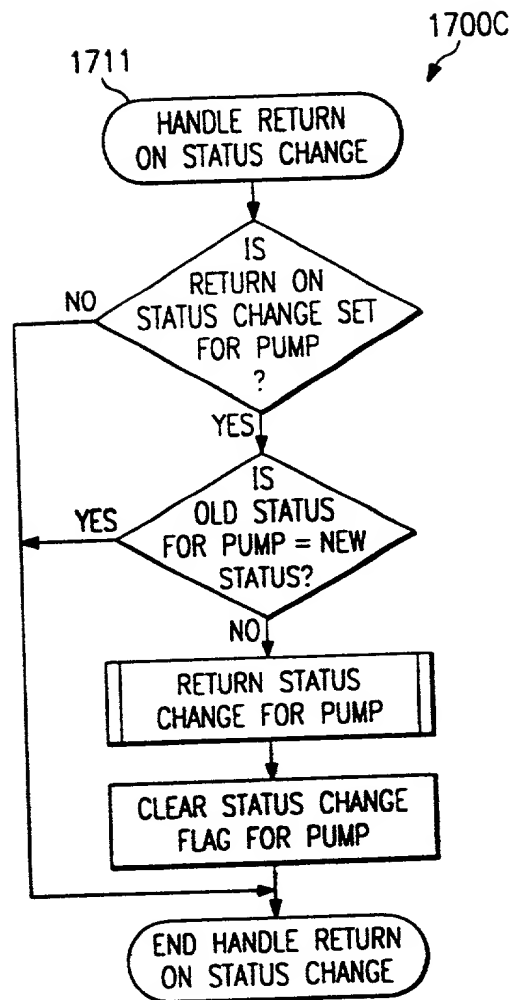 1700C
1711
HANDLE RETURN
ON STATUS CHANGE
IS
RETURN ON
STATUS CHANGE SET
FOR PUMP
?
NO
YES
IS
OLD STATUS
FOR PUMP = NEW
STATUS?
YES
NO
RETURN STATUS
CHANGE FOR PUMP
CLEAR STATUS CHANGE
FLAG FOR PUMP
END HANDLE RETURN
ON STATUS CHANGE